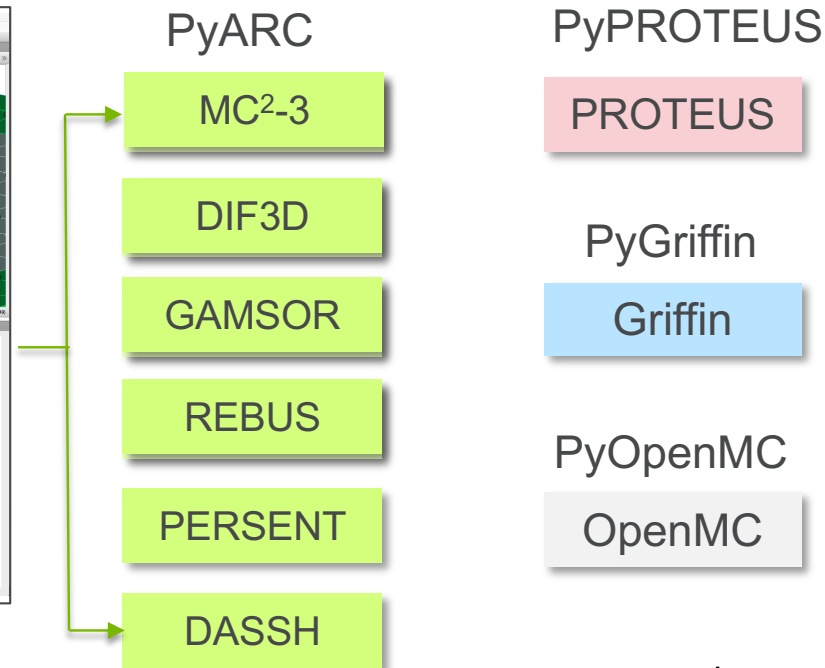 PyARC
MC²-3
DIF3D
GAMSOR
REBUS
PERSENT
DASSH
PyPROTEUS
PROTEUS
PyGriffin
Griffin
PyOpenMC
OpenMC